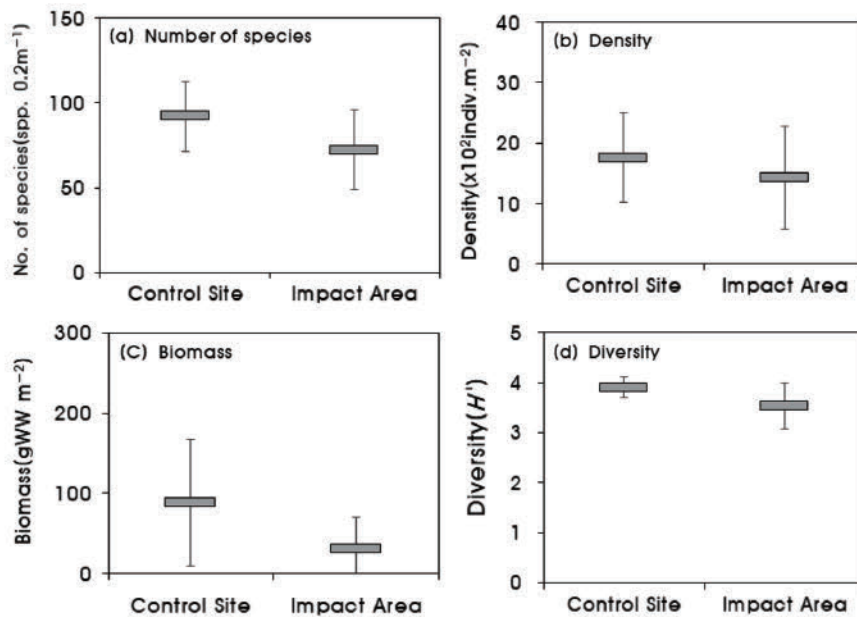 (a) Number of species
No. of species(spp. 0.2m⁻¹)
150
100
50
0
Control Site Impact Area
(b) Density
Density(x10²indiv.m⁻²)
40
30
20
10
0
Control Site Impact Area
(C) Biomass
Biomass(gWW m⁻²)
300
200
100
0
Control Site Impact Area
(d) Diversity
Diversity(H')
5
4
3
2
1
0
Control Site Impact Area